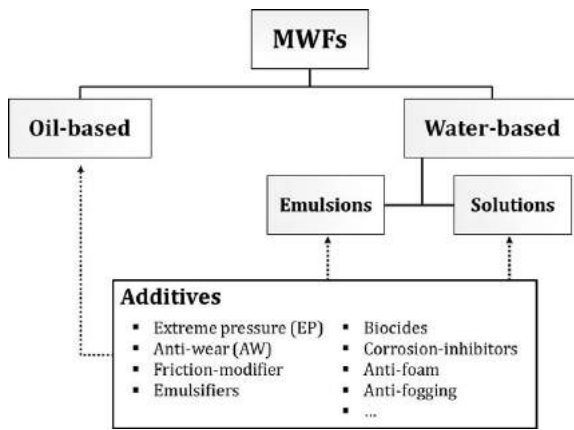 MWFs
Oil-based
Water-based
Emulsions
Solutions
Additives
▪ Extreme pressure (EP)
▪ Anti-wear (AW)
▪ Friction-modifier
▪ Emulsifiers
▪ Biocides
▪ Corrosion-inhibitors
▪ Anti-foam
▪ Anti-fogging
▪ ...